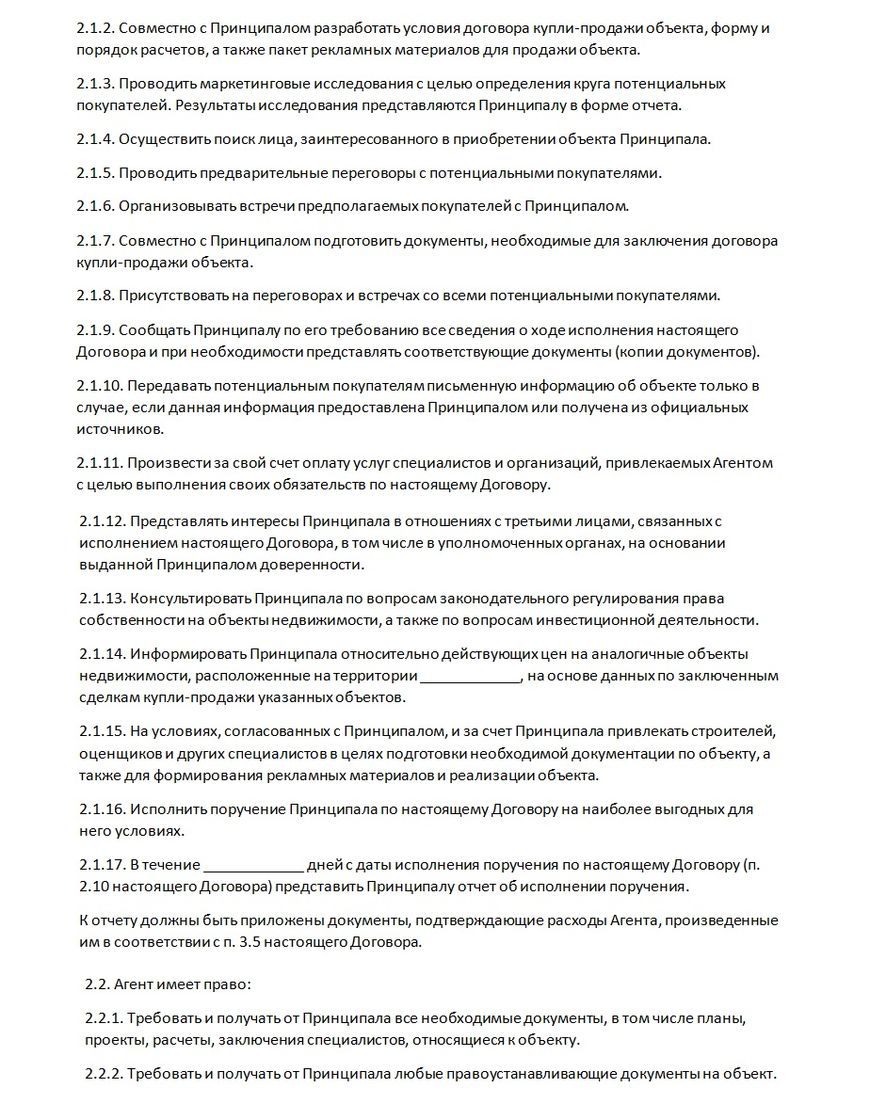 2.1.2. Совместно с Принципалом разработать условия договора купли-продажи объекта, форму и
порядок расчетов, а также пакет рекламных материалов для продажи объекта.
2.1.3. Проводить маркетинговые исследования с целью определения круга потенциальных
покупателей. Результаты исследования представляются Принципалу в форме отчета.
2.1.4. Осуществить поиск лица, заинтересованного в приобретении объекта Принципала.
2.1.5. Проводить предварительные переговоры с потенциальными покупателями.
2.1.6. Организовывать встречи предполагаемых покупателей с Принципалом.
2.1.7. Совместно с Принципалом подготовить документы, необходимые для заключения договора
купли-продажи объекта.
2.1.8. Присутствовать на переговорах и встречах со всеми потенциальными покупателями.
2.1.9. Сообщать Принципалу по его требованию все сведения о ходе исполнения настоящего
Договора и при необходимости представлять соответствующие документы (копии документов).
2.1.10. Передавать потенциальным покупателям письменную информацию об объекте только в
случае, если данная информация предоставлена Принципалом или получена из официальных
источников.
2.1.11. Произвести за свой счет оплату услуг специалистов и организаций, привлекаемых Агентом
с целью выполнения своих обязательств по настоящему Договору.
2.1.12. Представлять интересы Принципала в отношениях с третьими лицами, связанных с
исполнением настоящего Договора, в том числе в уполномоченных органах, на основании
выданной Принципалом доверенности.
2.1.13. Консультировать Принципала по вопросам законодательного регулирования права
собственности на объекты недвижимости, а также по вопросам инвестиционной деятельности.
2.1.14. Информировать Принципала относительно действующих цен на аналогичные объекты
недвижимости, расположенные на территории _____________, на основе данных по заключенным
сделкам купли-продажи указанных объектов.
2.1.15. На условиях, согласованных с Принципалом, и за счет Принципала привлекать строителей,
оценщиков и других специалистов в целях подготовки необходимой документации по объекту, а
также для формирования рекламных материалов и реализации объекта.
2.1.16. Исполнить поручение Принципала по настоящему Договору на наиболее выгодных для
него условиях.
2.1.17. В течение _____________ дней с даты исполнения поручения по настоящему Договору (п.
2.10 настоящего Договора) представить Принципалу отчет об исполнении поручения.
К отчету должны быть приложены документы, подтверждающие расходы Агента, произведенные
им в соответствии с п. 3.5 настоящего Договора.
2.2. Агент имеет право:
2.2.1. Требовать и получать от Принципала все необходимые документы, в том числе планы,
проекты, расчеты, заключения специалистов, относящиеся к объекту.
2.2.2. Требовать и получать от Принципала любые правоустанавливающие документы на объект.